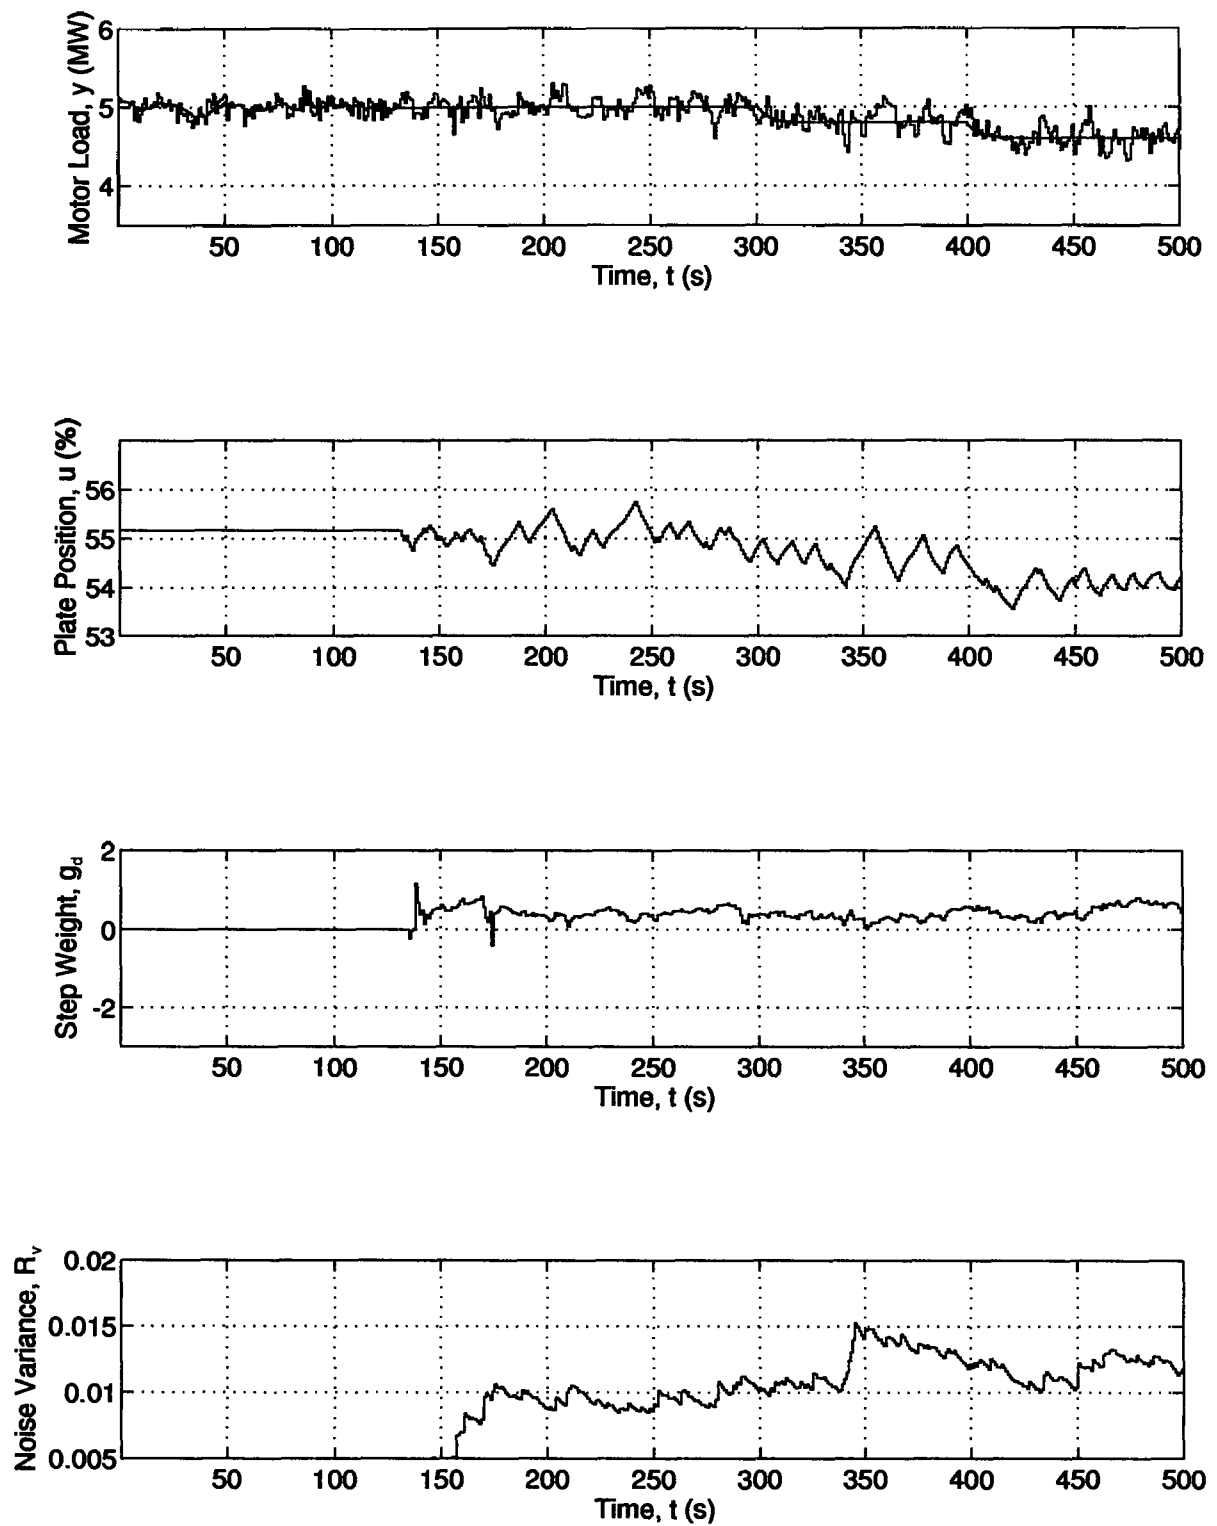 Motor Load, y (MW)
6
5
4
50 100 150 200 250 300 350 400 450 500
Time, t (s)
Plate Position, u (%)
56
55
54
53
50 100 150 200 250 300 350 400 450 500
Time, t (s)
Step Weight, g_d
2
0
-2
50 100 150 200 250 300 350 400 450 500
Time, t (s)
Noise Variance, R_v
0.02
0.015
0.01
0.005
50 100 150 200 250 300 350 400 450 500
Time, t (s)